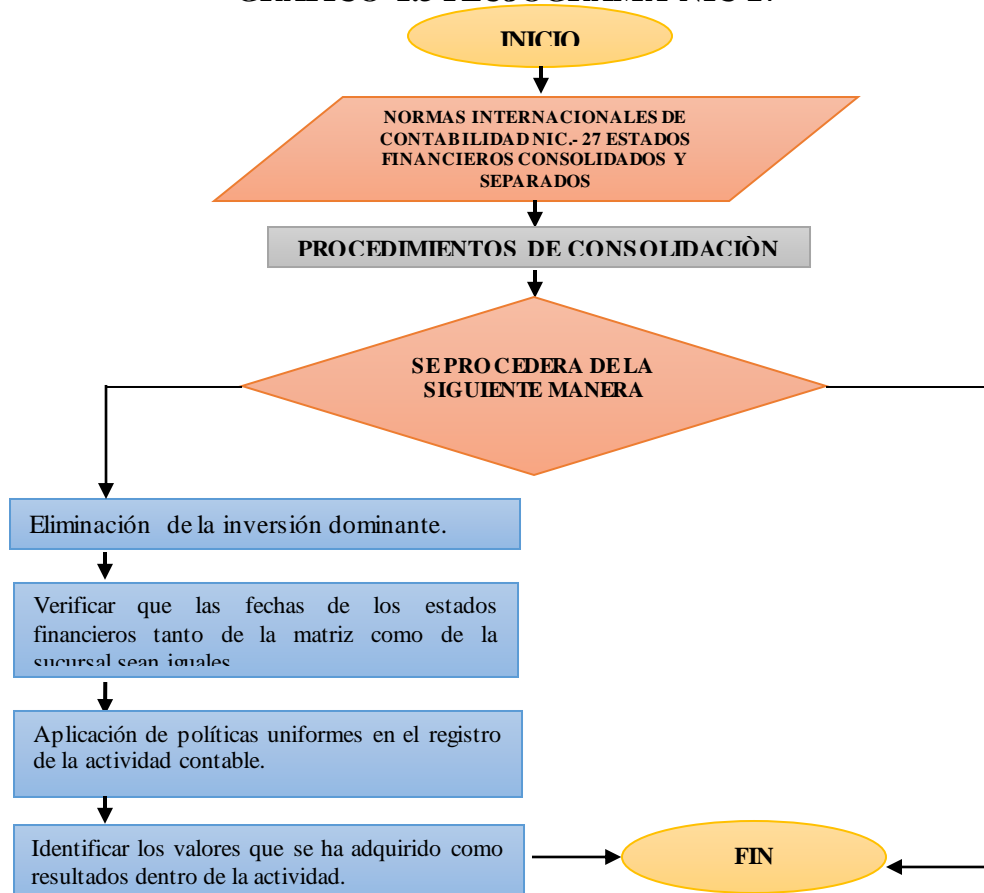 INICIO
NORMAS INTERNACIONALES DE
CONTABILIDAD NIC.- 27 ESTADOS
FINANCIEROS CONSOLIDADOS Y
SEPARADOS
PROCEDIMIENTOS DE CONSOLIDACIÒN
SE PROCEDERA DE LA
SIGUIENTE MANERA
Eliminación de la inversión dominante.
Verificar que las fechas de los estados
financieros tanto de la matriz como de la
sucursal sean iguales
Aplicación de políticas uniformes en el registro
de la actividad contable.
Identificar los valores que se ha adquirido como
resultados dentro de la actividad.
FIN